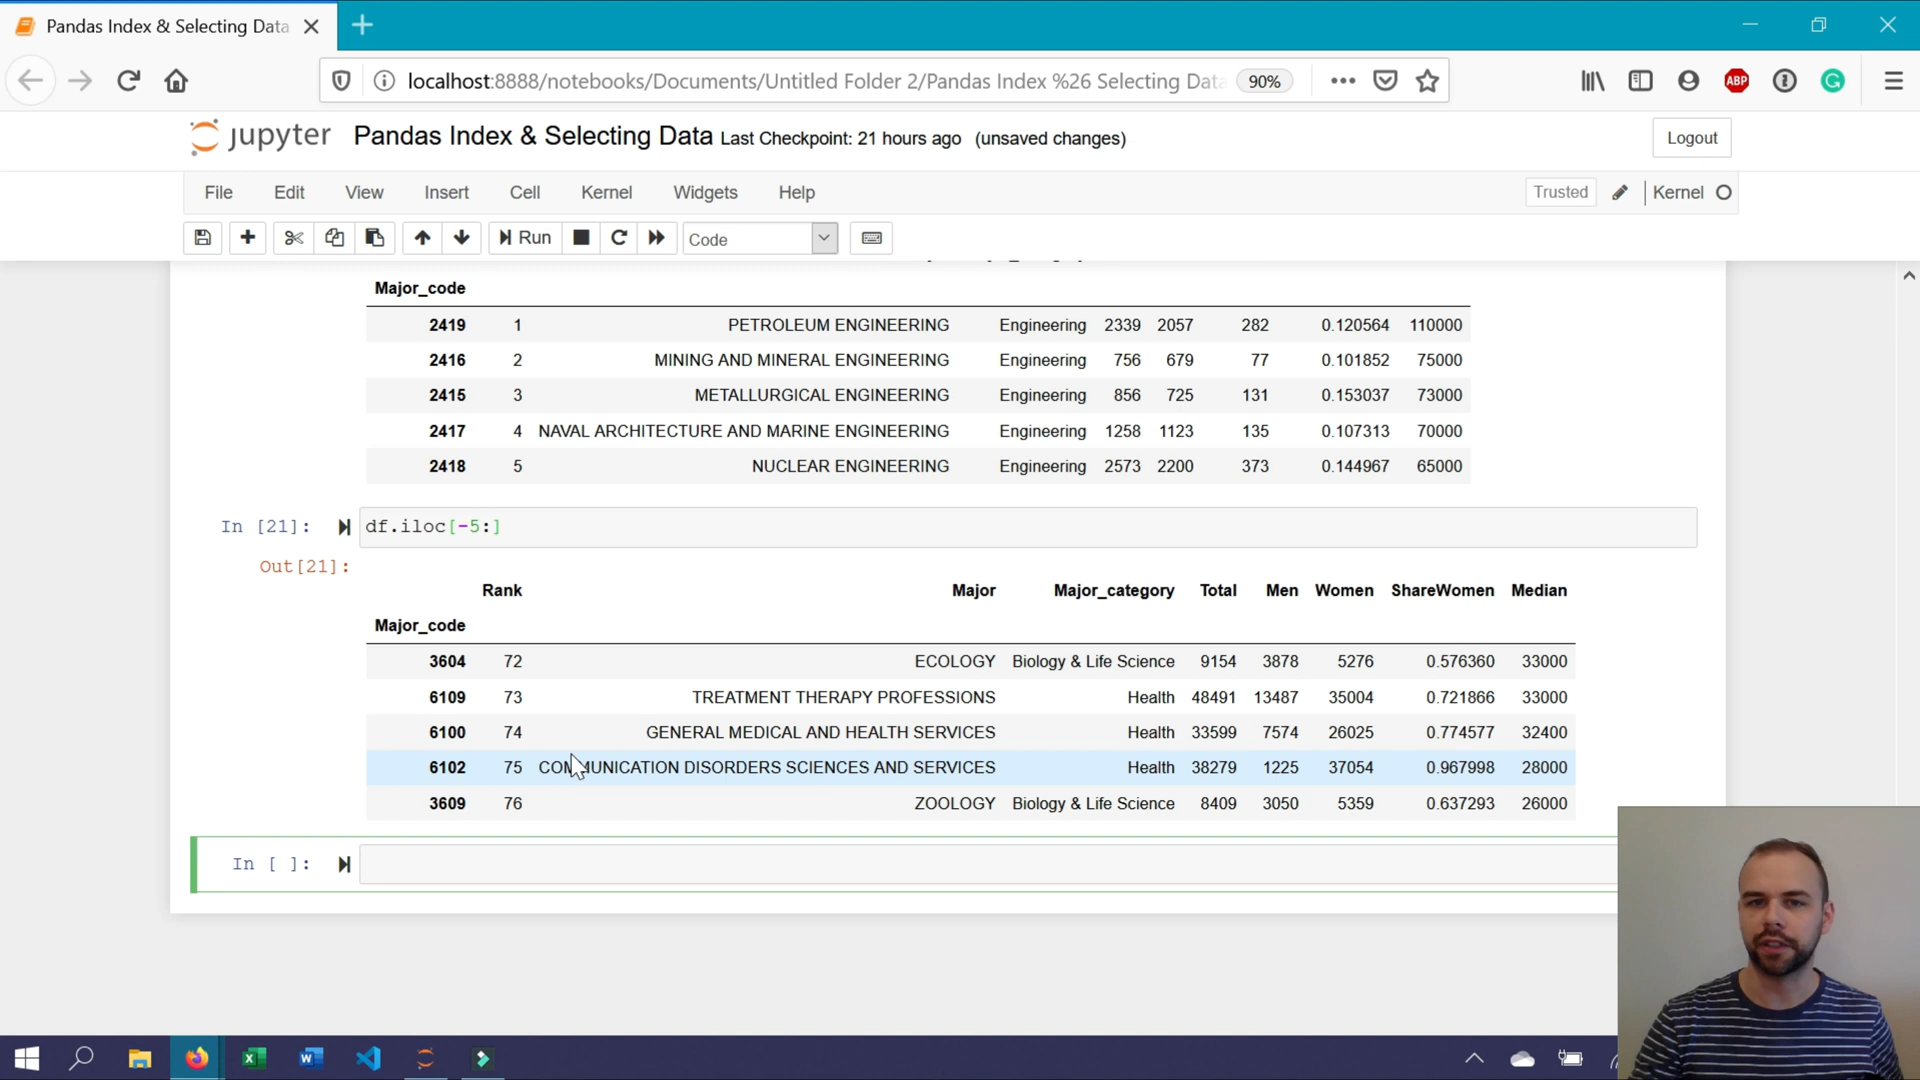 Pandas Index & Selecting Data
localhost:8888/notebooks/Documents/Untitled Folder 2/Pandas Index %26 Selecting Data
90%
ABP
jupyter Pandas Index & Selecting Data Last Checkpoint: 21 hours ago (unsaved changes)
Logout
File Edit View Insert Cell Kernel Widgets Help Trusted Kernel
Run Code
Major_code
2419 1 PETROLEUM ENGINEERING Engineering 2339 2057 282 0.120564 110000
2416 2 MINING AND MINERAL ENGINEERING Engineering 756 679 77 0.101852 75000
2415 3 METALLURGICAL ENGINEERING Engineering 856 725 131 0.153037 73000
2417 4 NAVAL ARCHITECTURE AND MARINE ENGINEERING Engineering 1258 1123 135 0.107313 70000
2418 5 NUCLEAR ENGINEERING Engineering 2573 2200 373 0.144967 65000
In [21]: df.iloc[-5:]
Out[21]:
Rank Major Major_category Total Men Women ShareWomen Median
Major_code
3604 72 ECOLOGY Biology & Life Science 9154 3878 5276 0.576360 33000
6109 73 TREATMENT THERAPY PROFESSIONS Health 48491 13487 35004 0.721866 33000
6100 74 GENERAL MEDICAL AND HEALTH SERVICES Health 33599 7574 26025 0.774577 32400
6102 75 COMMUNICATION DISORDERS SCIENCES AND SERVICES Health 38279 1225 37054 0.967998 28000
3609 76 ZOOLOGY Biology & Life Science 8409 3050 5359 0.637293 26000
In [ ]: